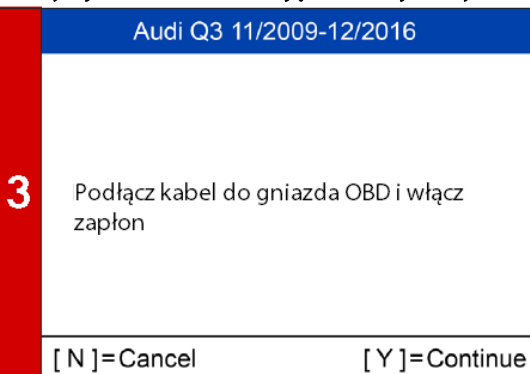 Audi Q3 11/2009-12/2016
3
Podłącz kabel do gniazda OBD i włącz
zapłon
[ N ]=Cancel [ Y ]=Continue